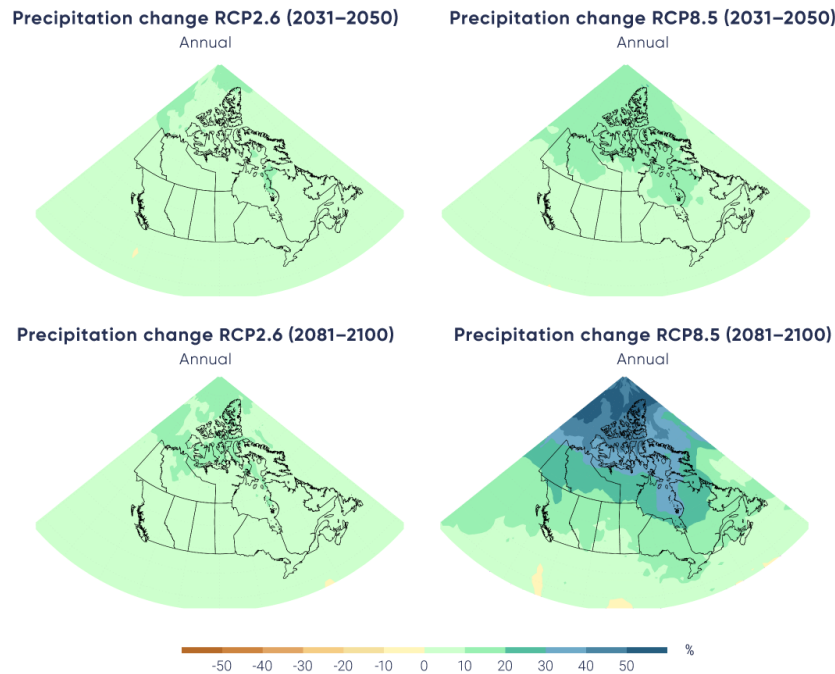 Precipitation change RCP2.6 (2031–2050)
Annual
Precipitation change RCP8.5 (2031–2050)
Annual
Precipitation change RCP2.6 (2081–2100)
Annual
Precipitation change RCP8.5 (2081–2100)
Annual
-50 -40 -30 -20 -10 0 10 20 30 40 50 %